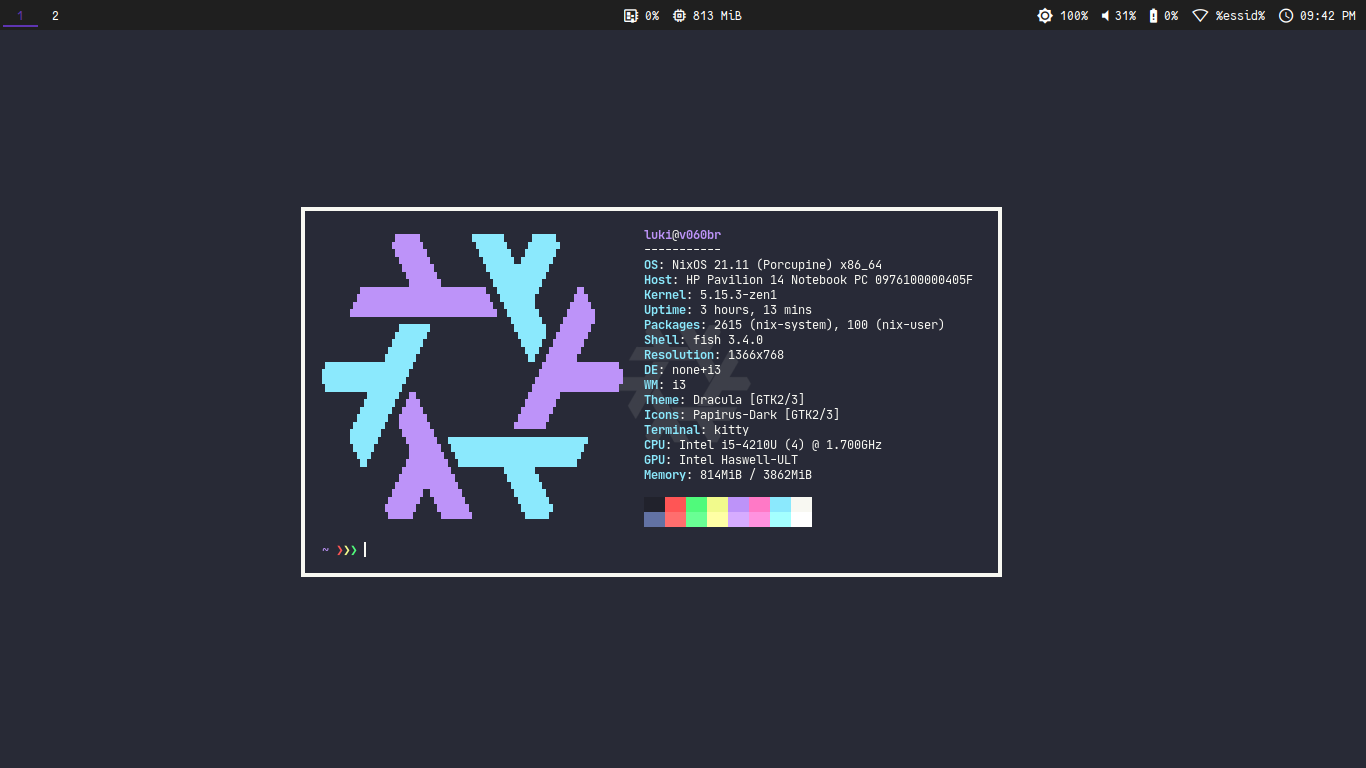 1 2 0% 813 MiB 100% 31% 0% %essid% 09:42 PM
luki@v060br
-----------
OS: NixOS 21.11 (Porcupine) x86_64
Host: HP Pavilion 14 Notebook PC 0976100000405F
Kernel: 5.15.3-zen1
Uptime: 3 hours, 13 mins
Packages: 2615 (nix-system), 100 (nix-user)
Shell: fish 3.4.0
Resolution: 1366x768
DE: none+i3
WM: i3
Theme: Dracula [GTK2/3]
Icons: Papirus-Dark [GTK2/3]
Terminal: kitty
CPU: Intel i5-4210U (4) @ 1.700GHz
GPU: Intel Haswell-ULT
Memory: 814MiB / 3862MiB
~ ❯❯❯